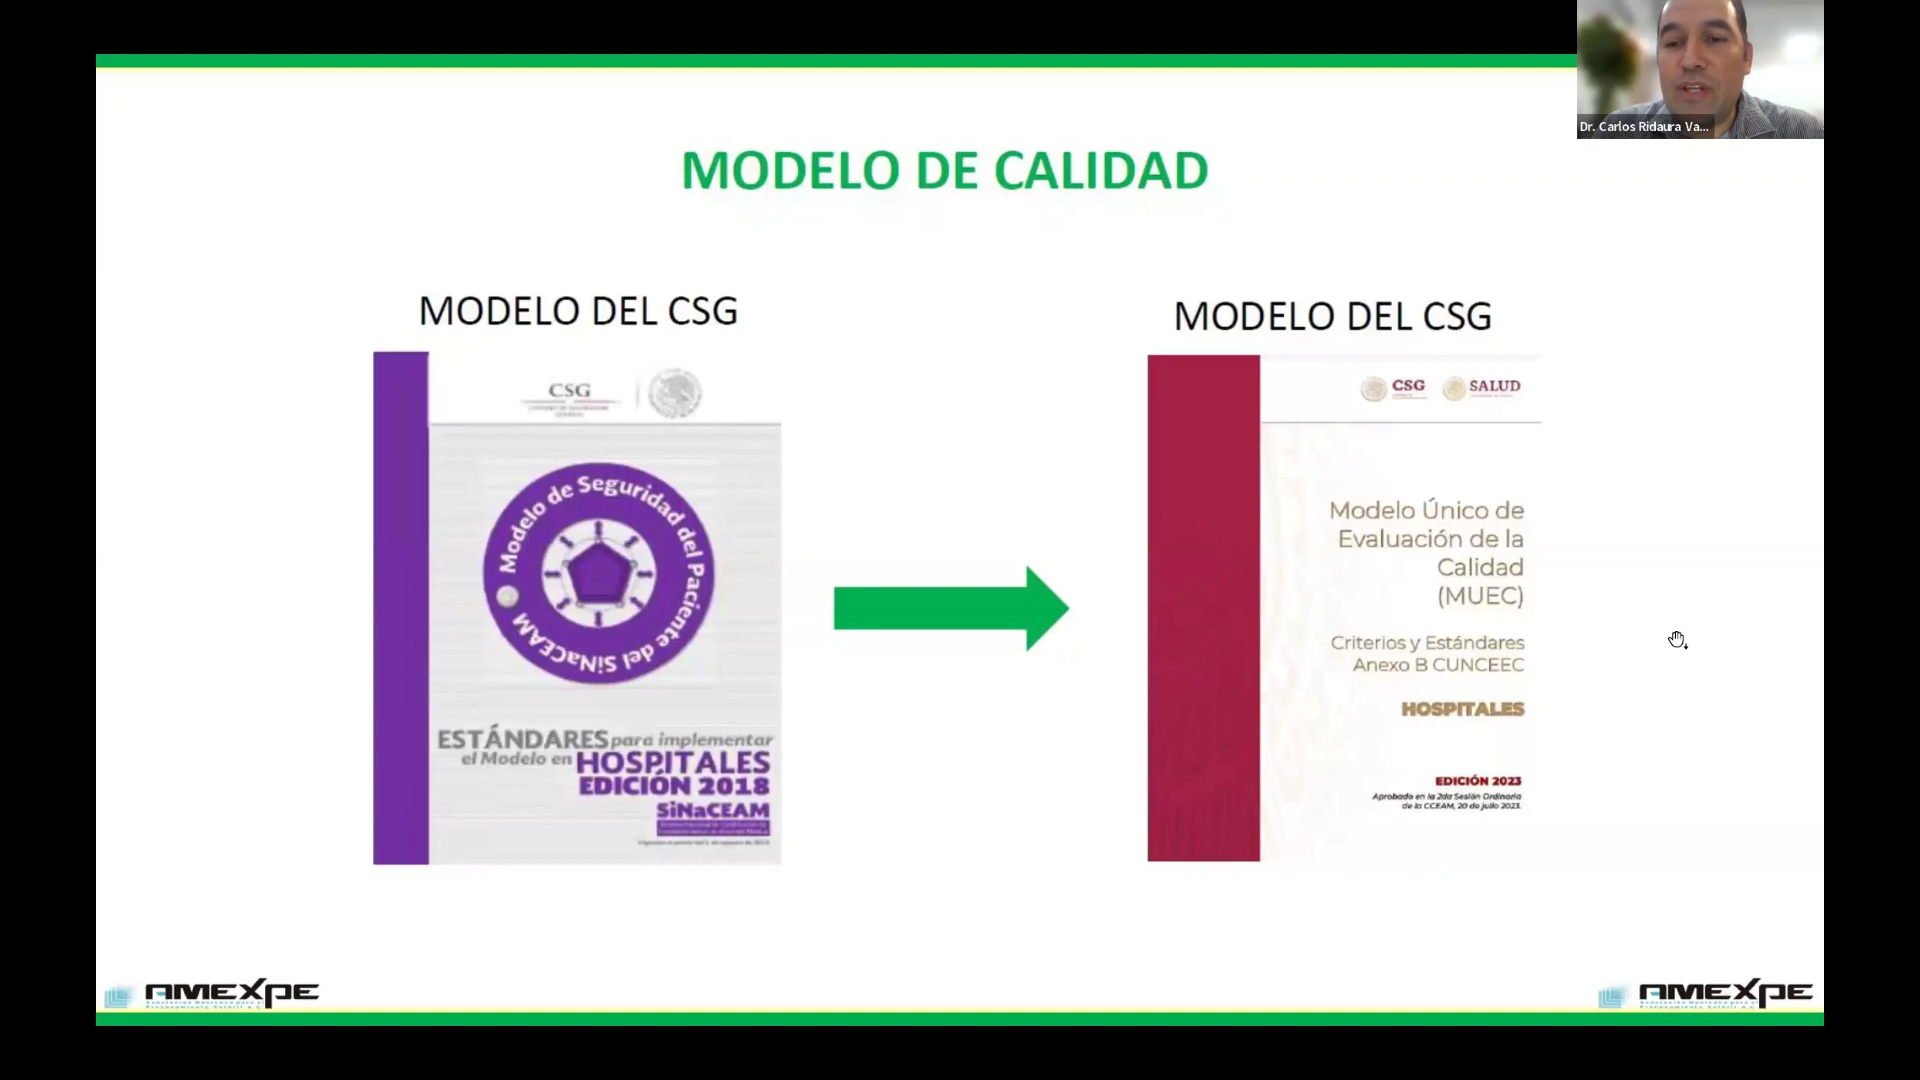 Dr. Carlos Ridaura Va...
MODELO DE CALIDAD
MODELO DEL CSG
CSG
Modelo de Seguridad del Paciente del SiNaCEAM
ESTÁNDARES para implementar
el Modelo en HOSPITALES
EDICIÓN 2018
SiNaCEAM
MODELO DEL CSG
CSG
SALUD
Modelo Único de
Evaluación de la
Calidad
(MUEC)
Criterios y Estándares
Anexo B CUNCEEC
HOSPITALES
EDICIÓN 2023
Aprobado en la 2da Sesión Ordinaria
de la CCEAM, 20 de julio 2023.
AMEXPE
AMEXPE